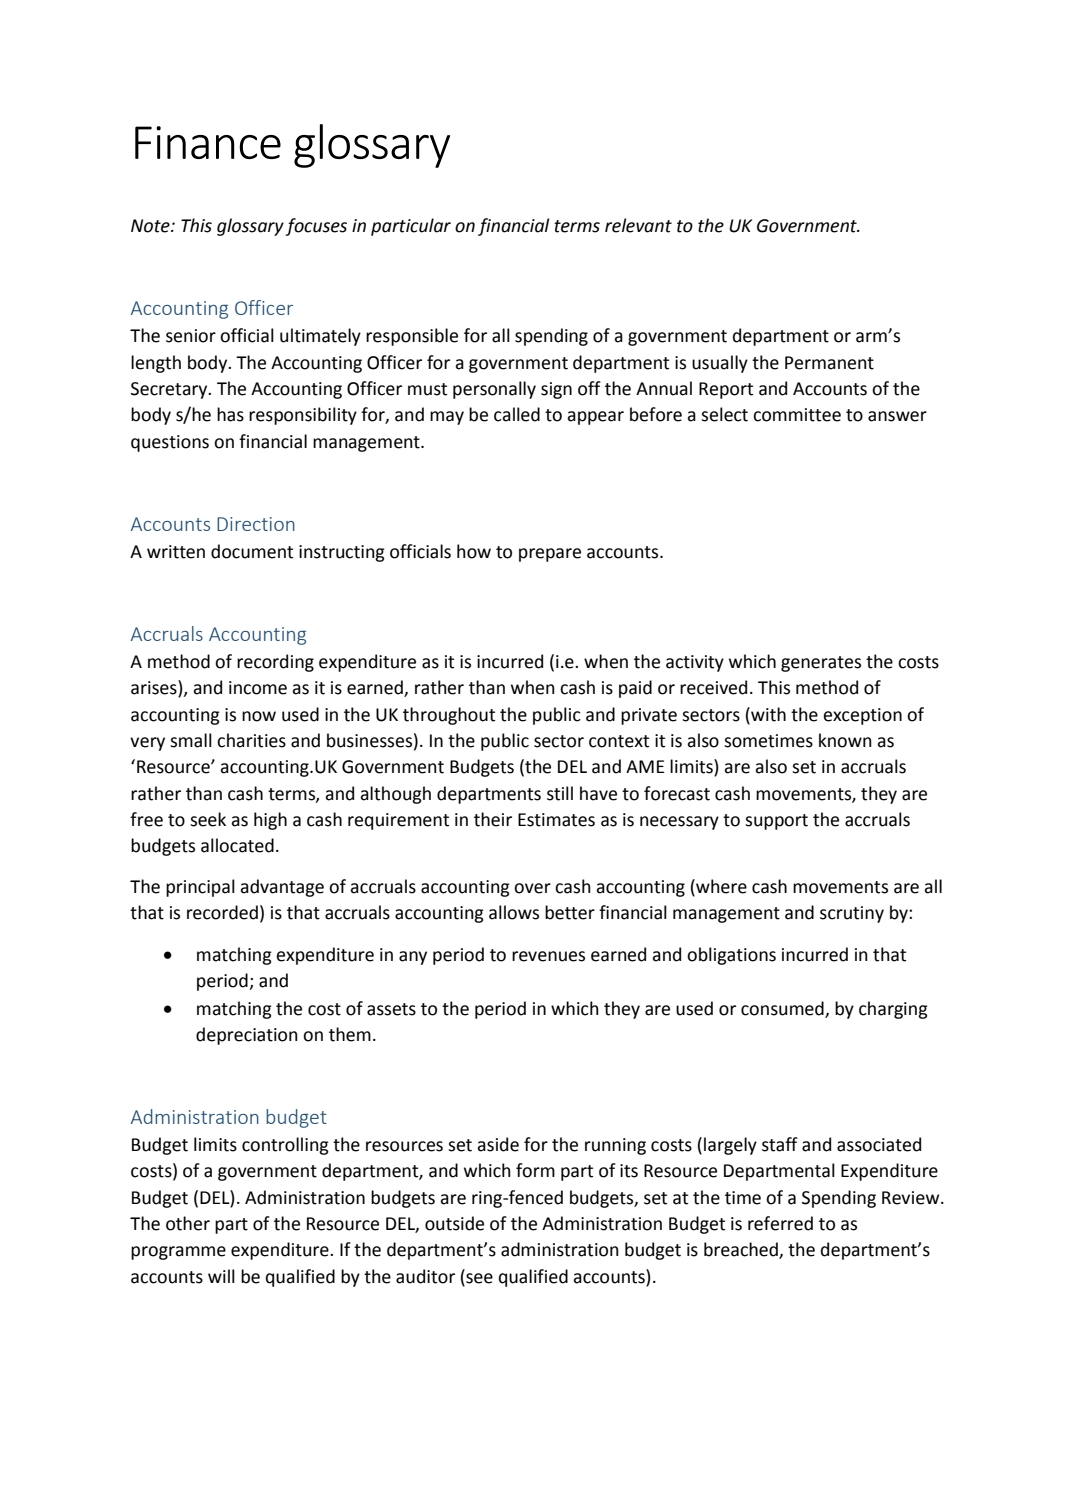 Finance glossary
Note: This glossary focuses in particular on financial terms relevant to the UK Government.
Accounting Officer
The senior official ultimately responsible for all spending of a government department or arm’s
length body. The Accounting Officer for a government department is usually the Permanent
Secretary. The Accounting Officer must personally sign off the Annual Report and Accounts of the
body s/he has responsibility for, and may be called to appear before a select committee to answer
questions on financial management.
Accounts Direction
A written document instructing officials how to prepare accounts.
Accruals Accounting
A method of recording expenditure as it is incurred (i.e. when the activity which generates the costs
arises), and income as it is earned, rather than when cash is paid or received. This method of
accounting is now used in the UK throughout the public and private sectors (with the exception of
very small charities and businesses). In the public sector context it is also sometimes known as
‘Resource’ accounting.UK Government Budgets (the DEL and AME limits) are also set in accruals
rather than cash terms, and although departments still have to forecast cash movements, they are
free to seek as high a cash requirement in their Estimates as is necessary to support the accruals
budgets allocated.
The principal advantage of accruals accounting over cash accounting (where cash movements are all
that is recorded) is that accruals accounting allows better financial management and scrutiny by:
• matching expenditure in any period to revenues earned and obligations incurred in that
period; and
• matching the cost of assets to the period in which they are used or consumed, by charging
depreciation on them.
Administration budget
Budget limits controlling the resources set aside for the running costs (largely staff and associated
costs) of a government department, and which form part of its Resource Departmental Expenditure
Budget (DEL). Administration budgets are ring-fenced budgets, set at the time of a Spending Review.
The other part of the Resource DEL, outside of the Administration Budget is referred to as
programme expenditure. If the department’s administration budget is breached, the department’s
accounts will be qualified by the auditor (see qualified accounts).